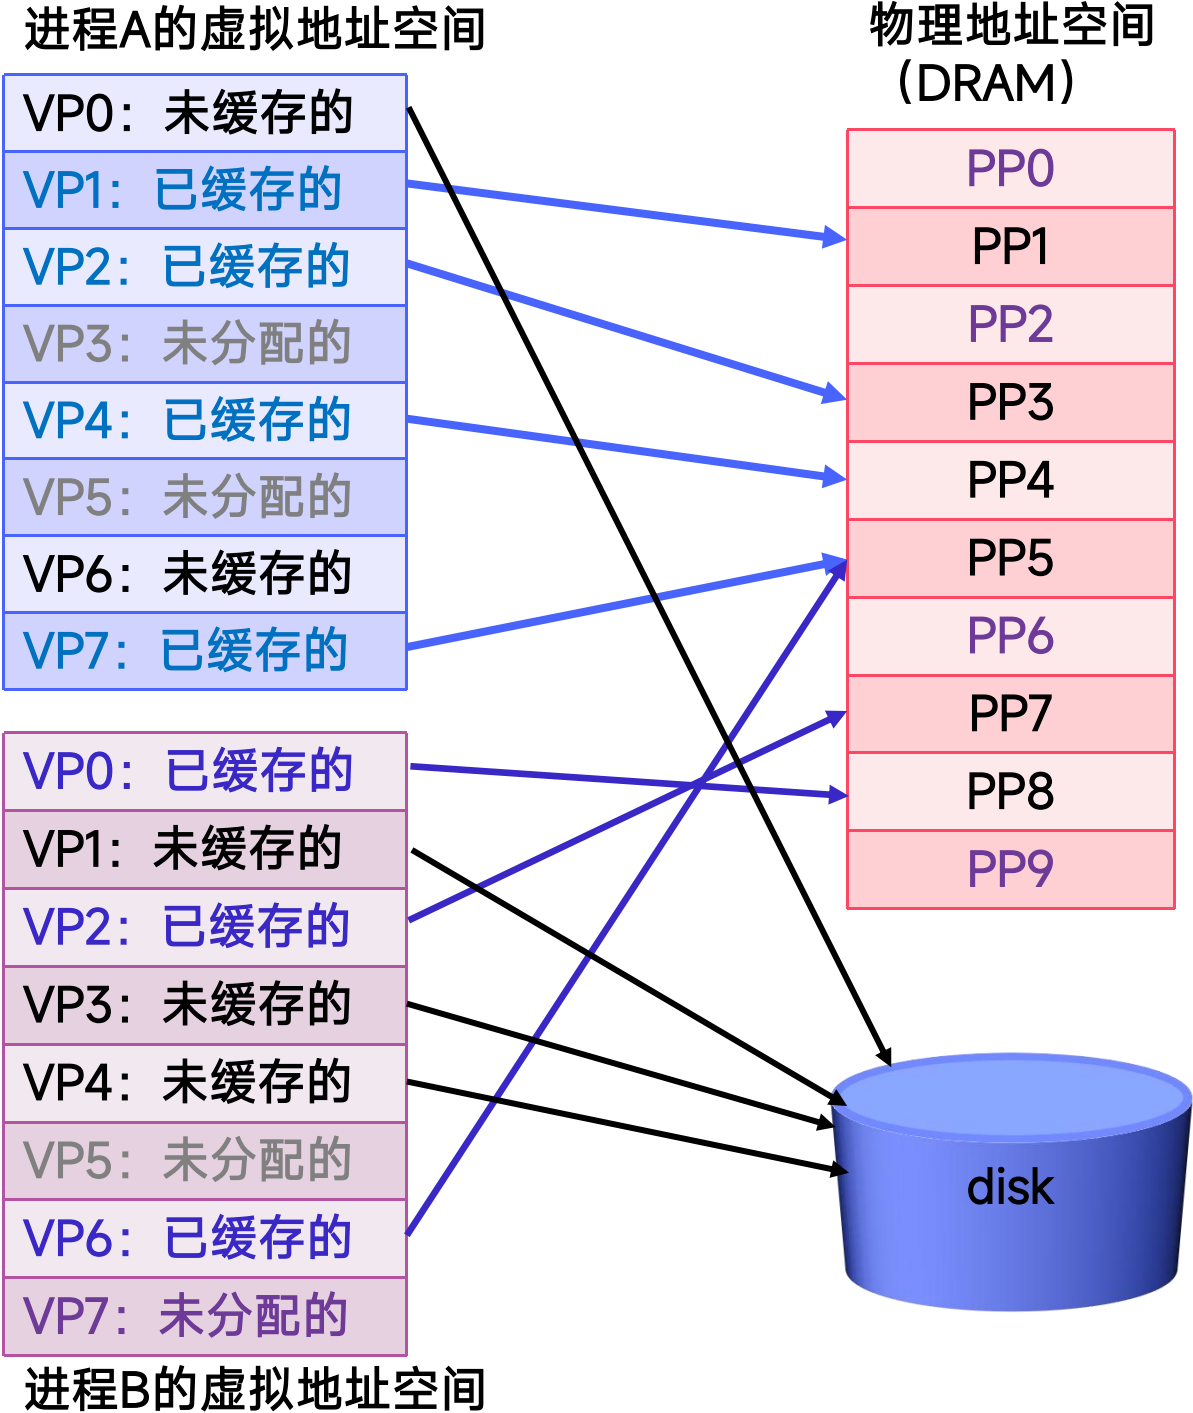 进程A的虚拟地址空间
VP0：未缓存的
VP1：已缓存的
VP2：已缓存的
VP3：未分配的
VP4：已缓存的
VP5：未分配的
VP6：未缓存的
VP7：已缓存的
VP0：已缓存的
VP1：未缓存的
VP2：已缓存的
VP3：未缓存的
VP4：未缓存的
VP5：未分配的
VP6：已缓存的
VP7：未分配的
进程B的虚拟地址空间
物理地址空间
（DRAM）
PP0
PP1
PP2
PP3
PP4
PP5
PP6
PP7
PP8
PP9
disk